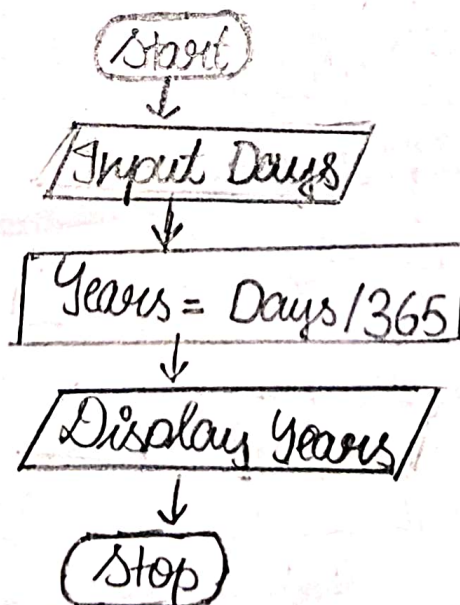 Start
Input Days
Years = Days/365
Display Years
Stop